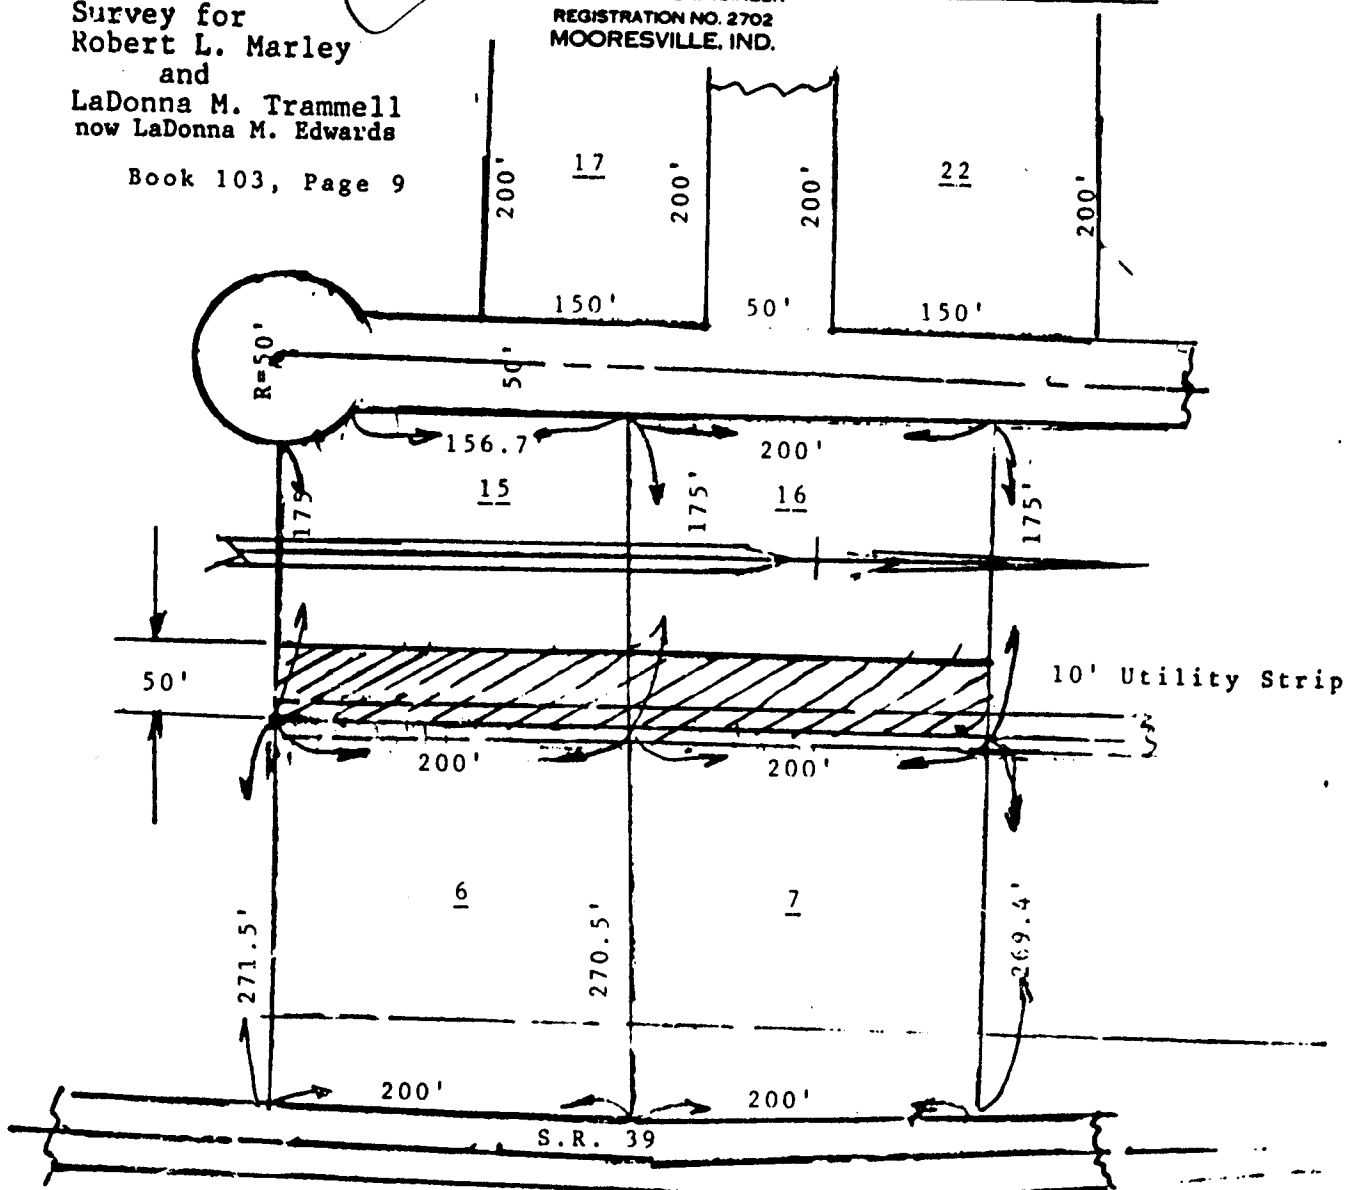 Survey for
Robert L. Marley
and
LaDonna M. Trammell
now LaDonna M. Edwards
Book 103, Page 9
REGISTRATION NO. 2702
MOORESVILLE, IND.
200'
17
200'
200'
22
200'
150'
50'
150'
R=50'
50'
156.7'
200'
175'
15
175'
16
175'
50'
10' Utility Strip
200'
200'
6
7
271.5'
270.5'
269.4'
200'
200'
S.R. 39